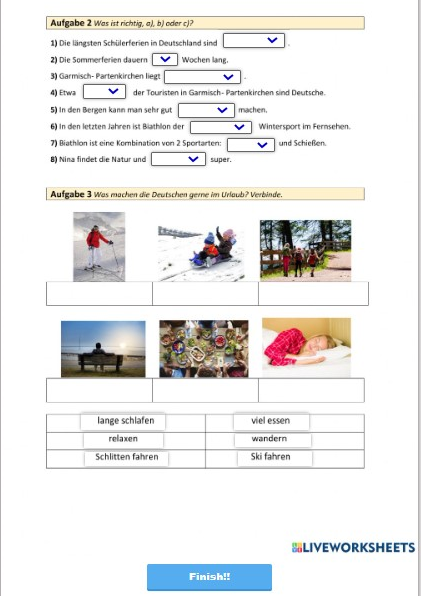 Aufgabe 2 Was ist richtig, a), b) oder c)?
1) Die längsten Schülerferien in Deutschland sind .
2) Die Sommerferien dauern Wochen lang.
3) Garmisch- Partenkirchen liegt .
4) Etwa der Touristen in Garmisch- Partenkirchen sind Deutsche.
5) In den Bergen kann man sehr gut machen.
6) In den letzten Jahren ist Biathlon der Wintersport im Fernsehen.
7) Biathlon ist eine Kombination von 2 Sportarten: und Schießen.
8) Nina findet die Natur und super.
Aufgabe 3 Was machen die Deutschen gerne im Urlaub? Verbinde.
lange schlafen viel essen
relaxen wandern
Schlitten fahren Ski fahren
LIVEWORKSHEETS
Finish!!